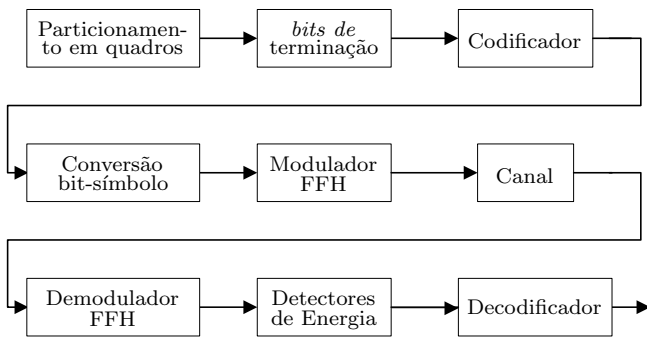 Particionamen-
to em quadros
bits de
terminação
Codificador
Conversão
bit-símbolo
Modulador
FFH
Canal
Demodulador
FFH
Detectores
de Energia
Decodificador